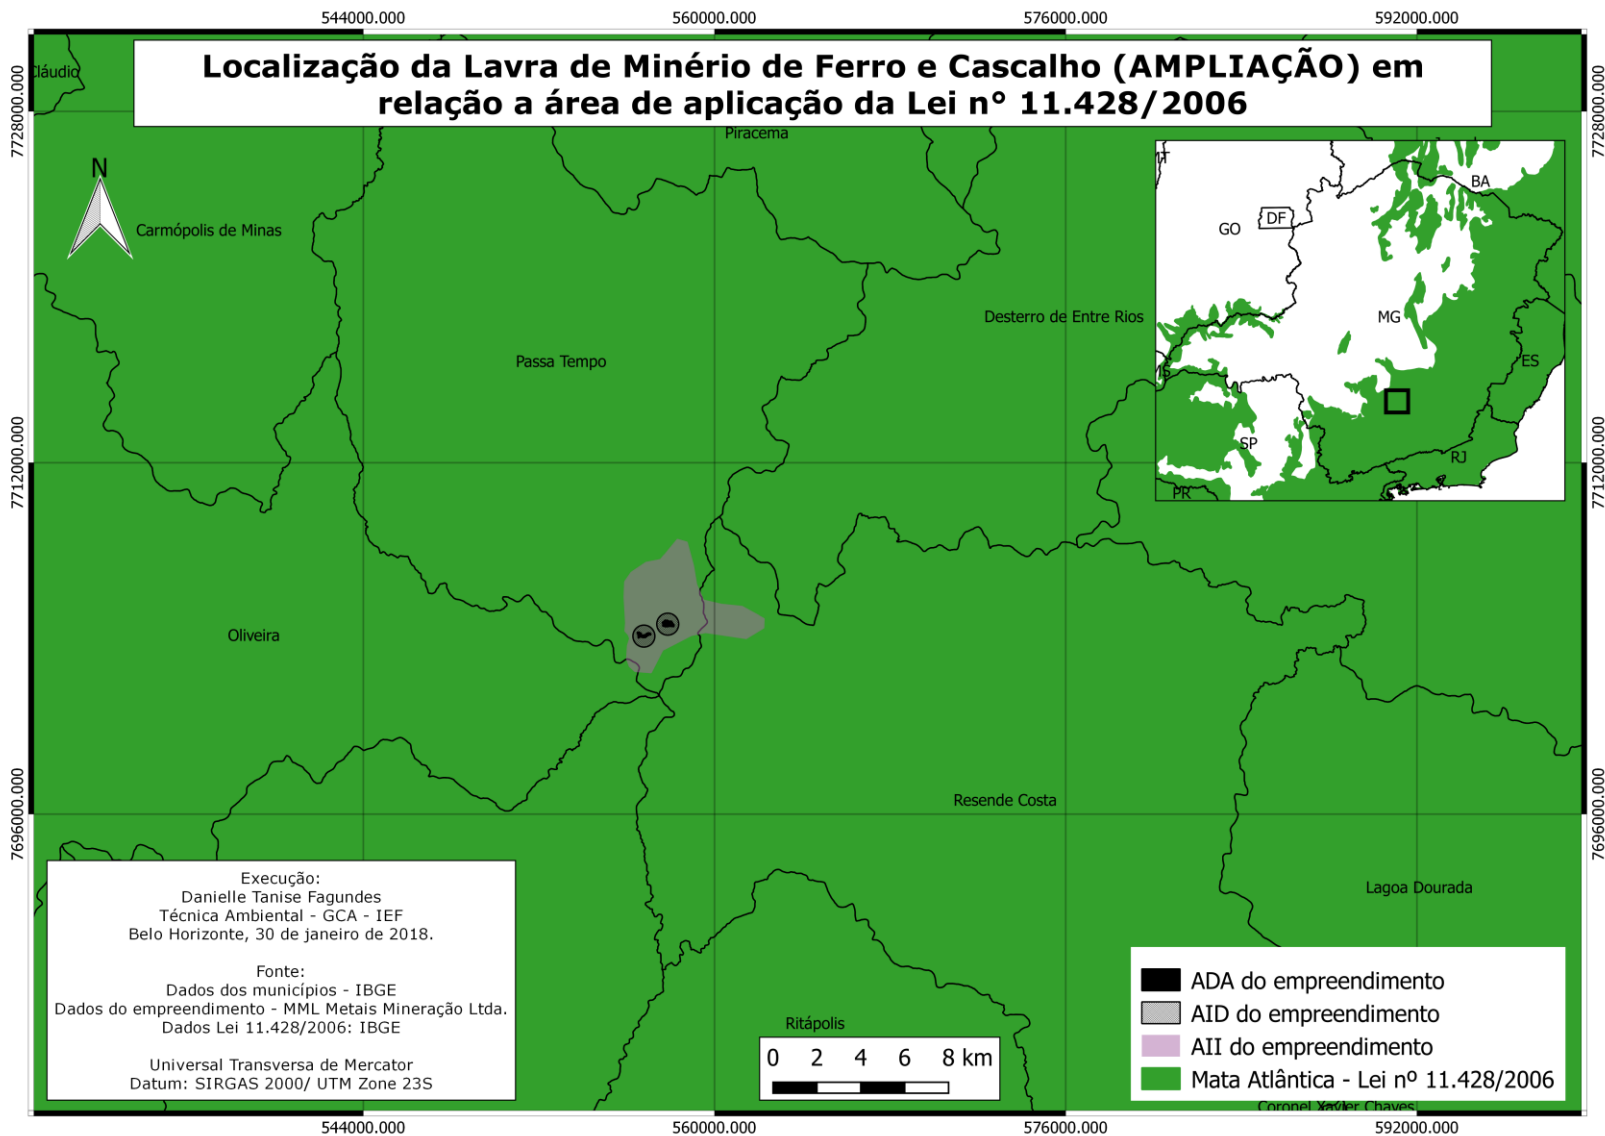 544000.000
560000.000
576000.000
592000.000
Localização da Lavra de Minério de Ferro e Cascalho (AMPLIAÇÃO) em
relação a área de aplicação da Lei n° 11.428/2006
7728000.000
7728000.000
Cláudio
Piracema
N
Carmópolis de Minas
BA
GO
DF
MG
ES
MS
SP
RJ
PR
Desterro de Entre Rios
Passa Tempo
7712000.000
7712000.000
Oliveira
Resende Costa
7696000.000
7696000.000
Lagoa Dourada
Execução:
Danielle Tanise Fagundes
Técnica Ambiental - GCA - IEF
Belo Horizonte, 30 de janeiro de 2018.
Fonte:
Dados dos municípios - IBGE
Dados do empreendimento - MML Metais Mineração Ltda.
Dados Lei 11.428/2006: IBGE
Universal Transversa de Mercator
Datum: SIRGAS 2000/ UTM Zone 23S
Ritápolis
0 2 4 6 8 km
ADA do empreendimento
AID do empreendimento
AII do empreendimento
Mata Atlântica - Lei nº 11.428/2006
Coronel Xavier Chaves
544000.000
560000.000
576000.000
592000.000